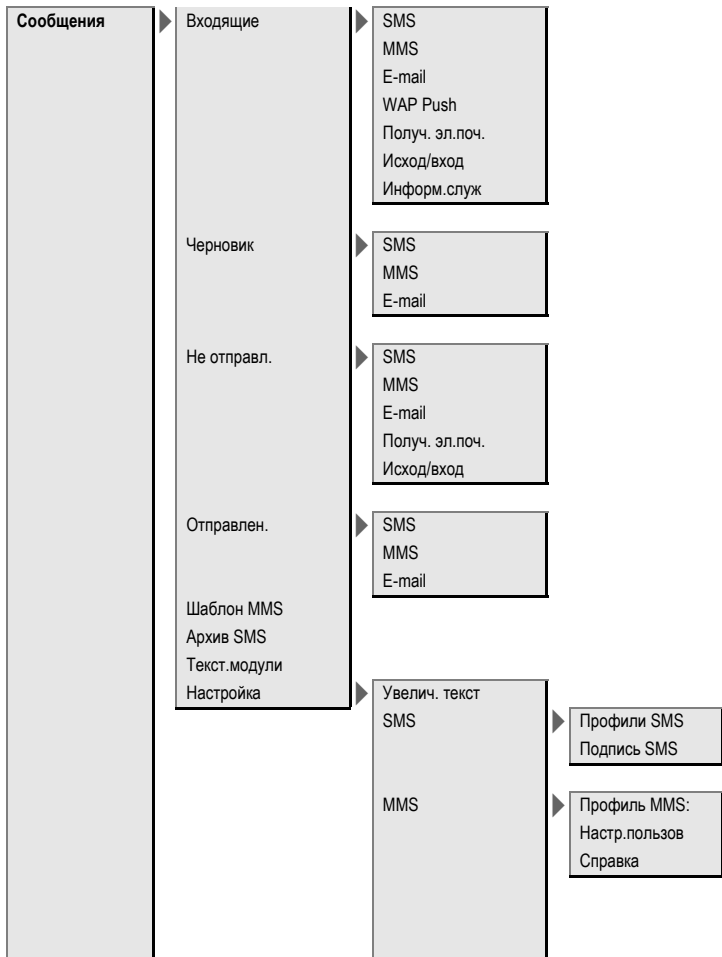 Сообщения
Входящие
SMS
MMS
E-mail
WAP Push
Получ. эл.поч.
Исход/вход
Информ.служ
Черновик
SMS
MMS
E-mail
Не отправл.
SMS
MMS
E-mail
Получ. эл.поч.
Исход/вход
Отправлен.
SMS
MMS
E-mail
Шаблон MMS
Архив SMS
Текст.модули
Настройка
Увелич. текст
SMS
Профили SMS
Подпись SMS
MMS
Профиль MMS:
Настр.пользов
Справка